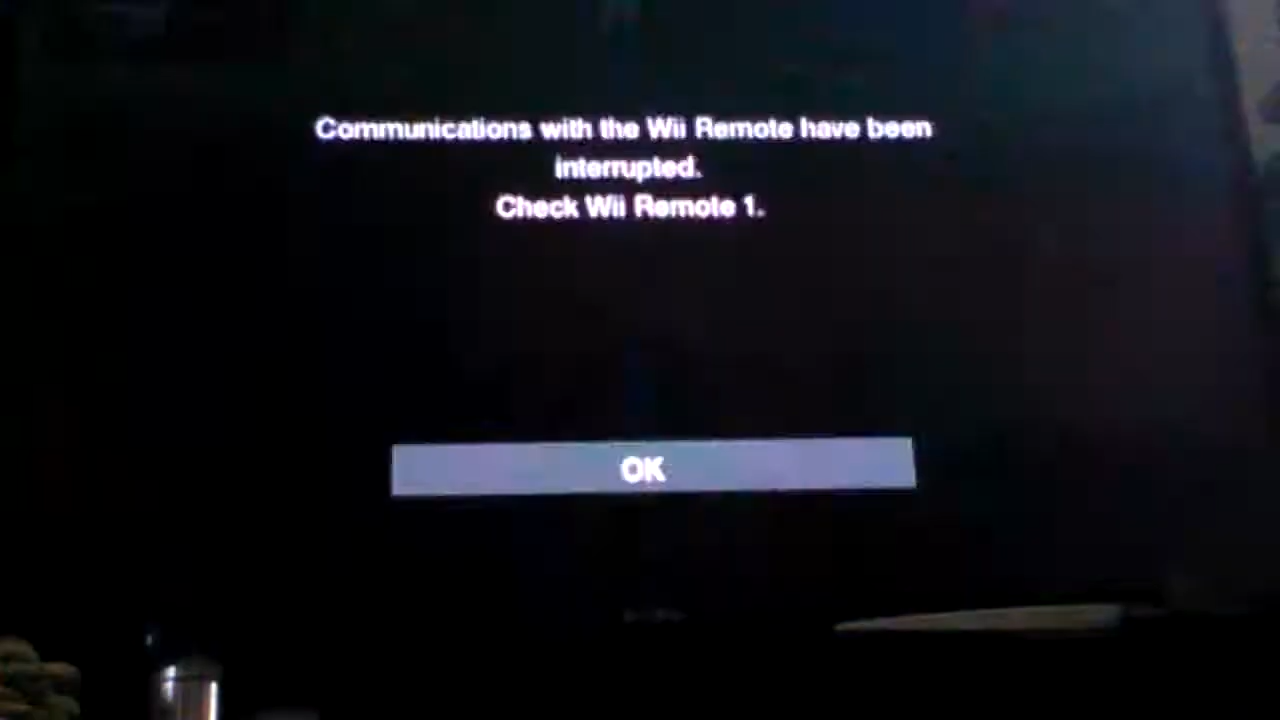 Communications with the Wii Remote have been
interrupted.
Check Wii Remote 1.
OK